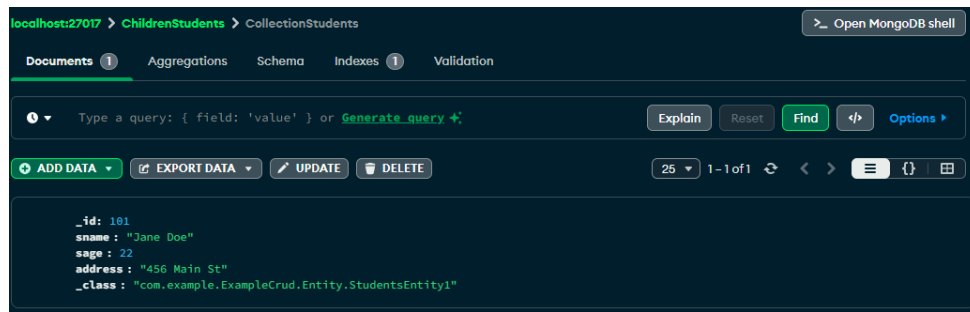 localhost:27017 > ChildrenStudents > CollectionStudents >_ Open MongoDB shell
Documents 1 Aggregations Schema Indexes 1 Validation
Type a query: { field: 'value' } or Generate query Explain Reset Find </> Options
ADD DATA EXPORT DATA UPDATE DELETE 25 1-1 of 1 {}
_id: 101
sname : "Jane Doe"
sage : 22
address : "456 Main St"
_class : "com.example.ExampleCrud.Entity.StudentsEntity1"